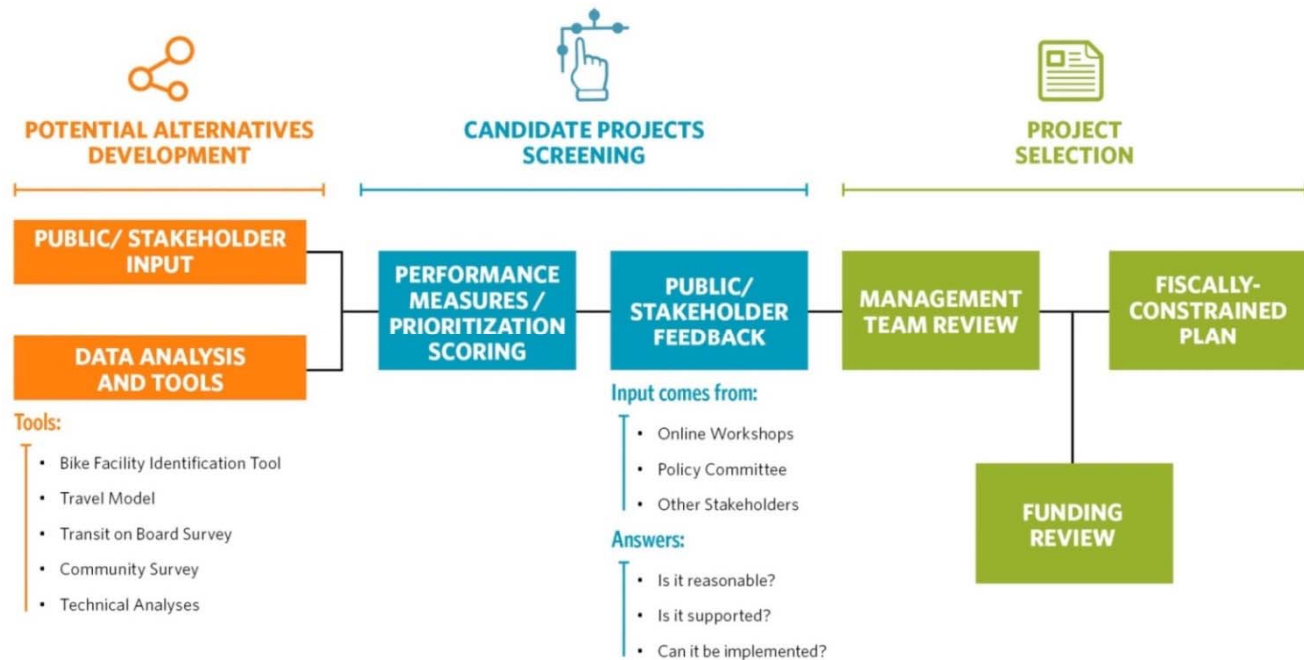 POTENTIAL ALTERNATIVES
DEVELOPMENT
CANDIDATE PROJECTS
SCREENING
PROJECT
SELECTION
PUBLIC/ STAKEHOLDER
INPUT
DATA ANALYSIS
AND TOOLS
Tools:
• Bike Facility Identification Tool
• Travel Model
• Transit on Board Survey
• Community Survey
• Technical Analyses
PERFORMANCE
MEASURES /
PRIORITIZATION
SCORING
PUBLIC/
STAKEHOLDER
FEEDBACK
Input comes from:
• Online Workshops
• Policy Committee
• Other Stakeholders
Answers:
• Is it reasonable?
• Is it supported?
• Can it be implemented?
MANAGEMENT
TEAM REVIEW
FUNDING
REVIEW
FISCALLY-
CONSTRAINED
PLAN